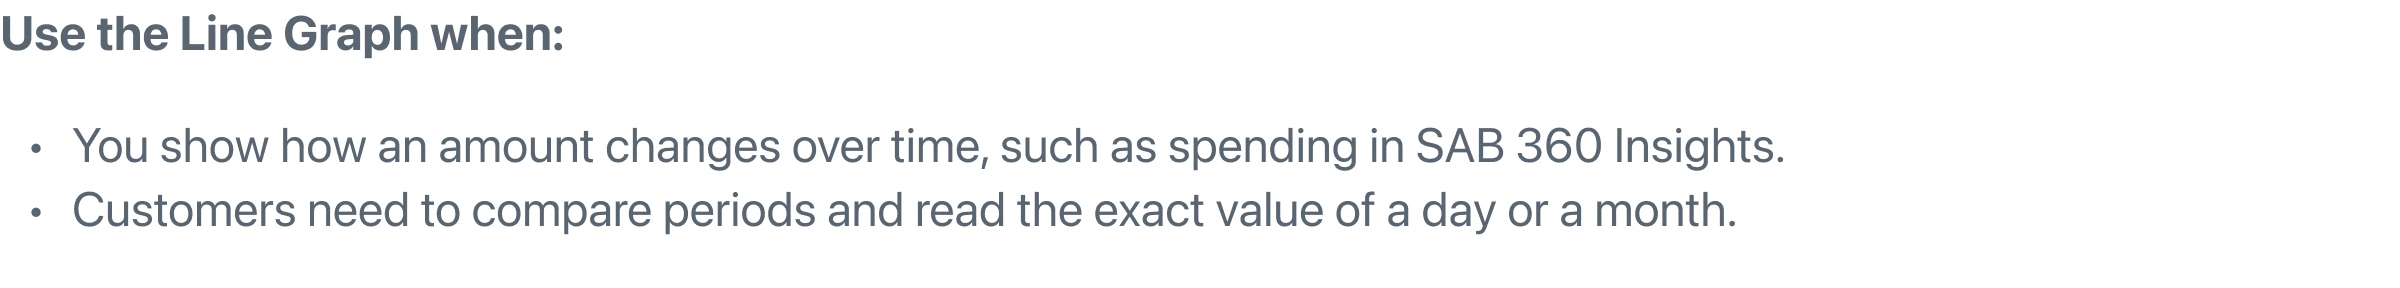 Use the Line Graph when:
• You show how an amount changes over time, such as spending in SAB 360 Insights.
• Customers need to compare periods and read the exact value of a day or a month.